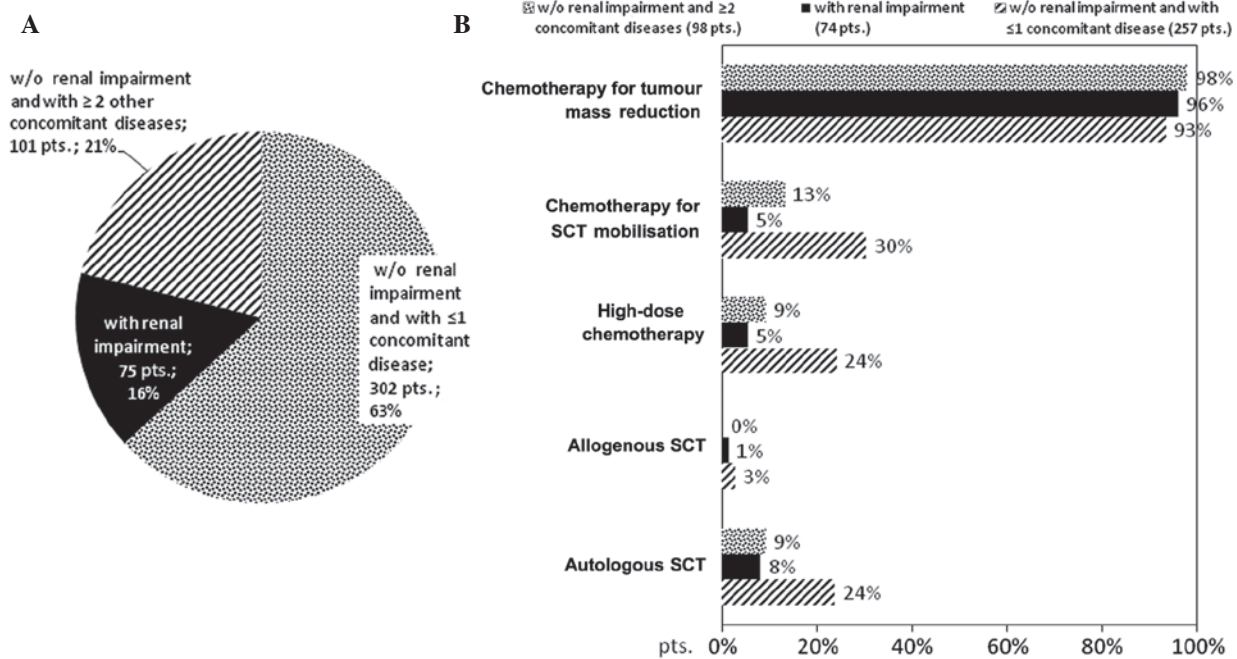 A
w/o renal impairment
and with ≥ 2 other
concomitant diseases;
101 pts.; 21%
with renal
impairment;
75 pts.;
16%
w/o renal
impairment
and with ≤1
concomitant
disease;
302 pts.;
63%
B
w/o renal impairment and ≥2
concomitant diseases (98 pts.)
with renal impairment
(74 pts.)
w/o renal impairment and with
≤1 concomitant disease (257 pts.)
Chemotherapy for tumour
mass reduction
98%
96%
93%
Chemotherapy for
SCT mobilisation
13%
5%
30%
High-dose
chemotherapy
9%
5%
24%
Allogenous SCT
0%
1%
3%
Autologous SCT
9%
8%
24%
pts. 0% 20% 40% 60% 80% 100%